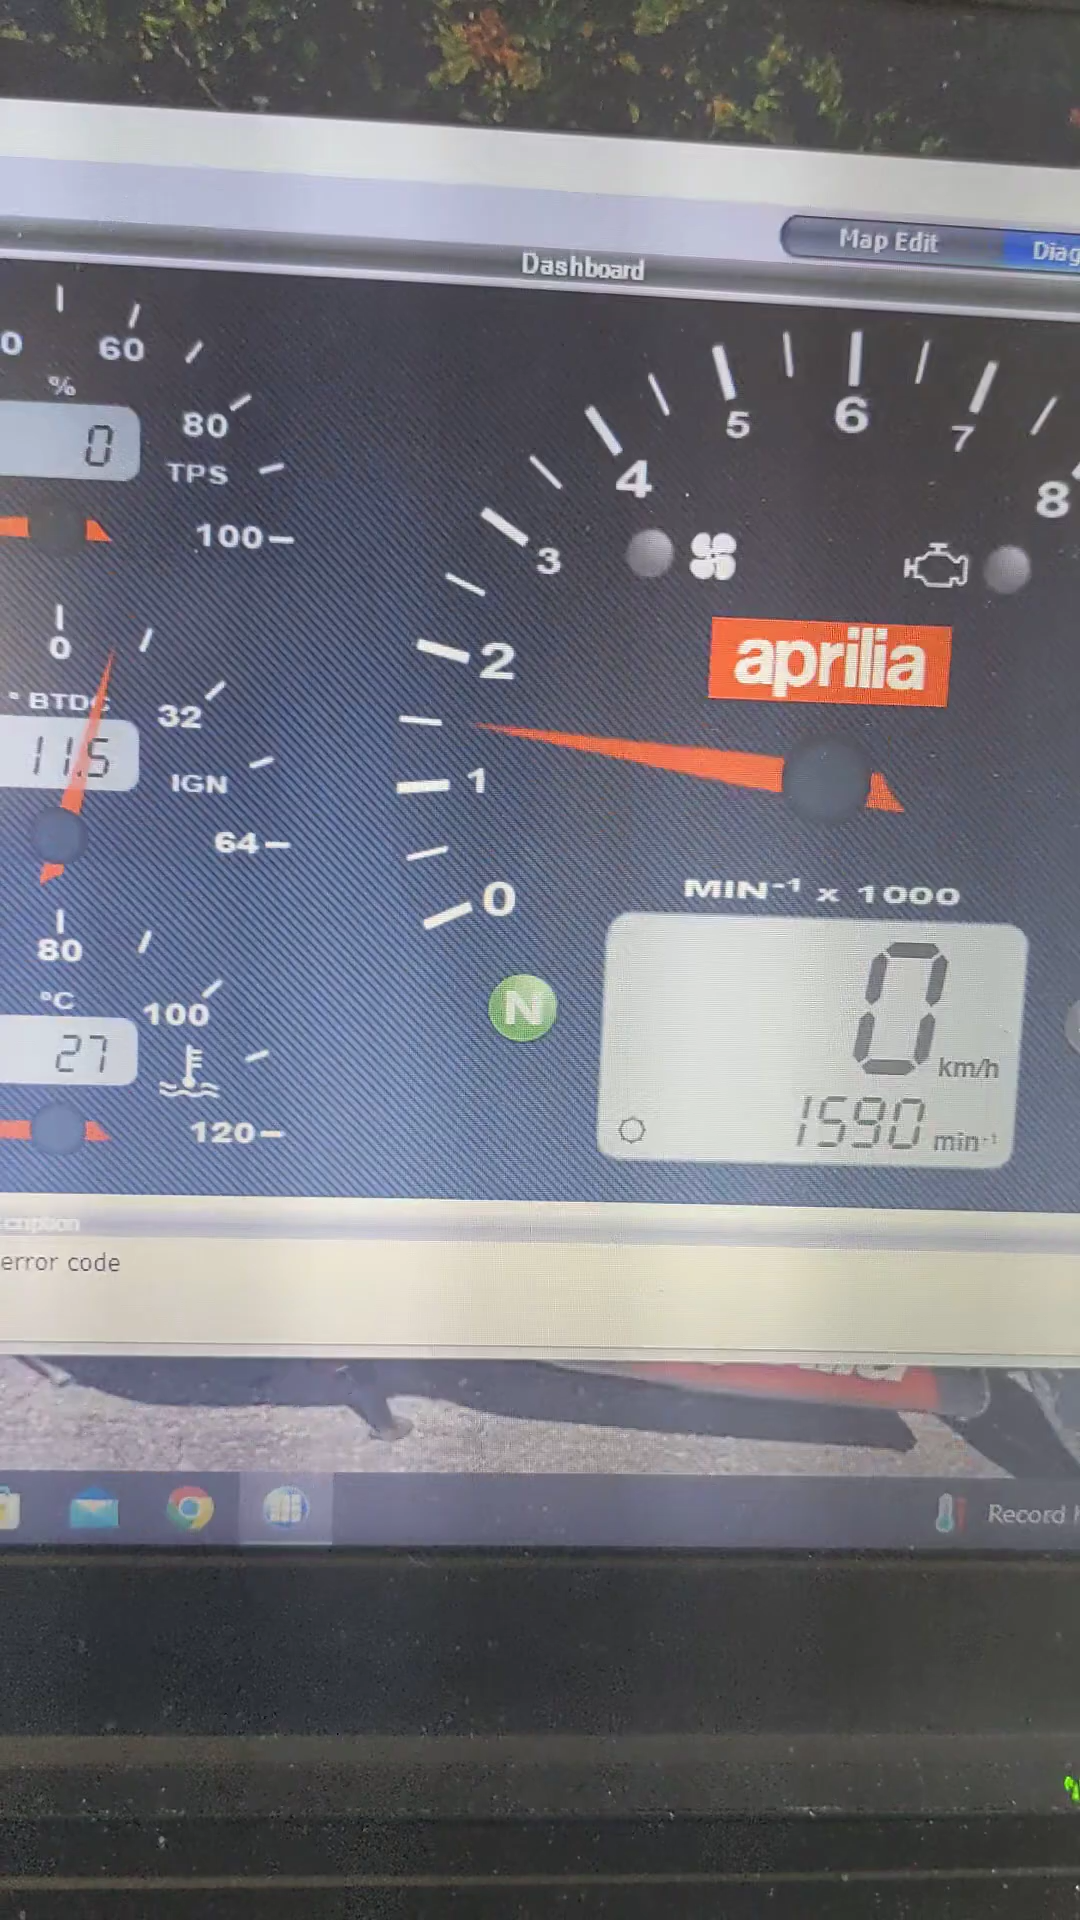 Map Edit
Diag
Dashboard
0
60
%
0
80
TPS
100
0
° BTDC
32
11.5
IGN
64
80
°C
100
27
120
0
1
2
3
4
5
6
7
8
aprilia
MIN⁻¹ x 1000
N
0 km/h
1590 min⁻¹
cription
error code
Record